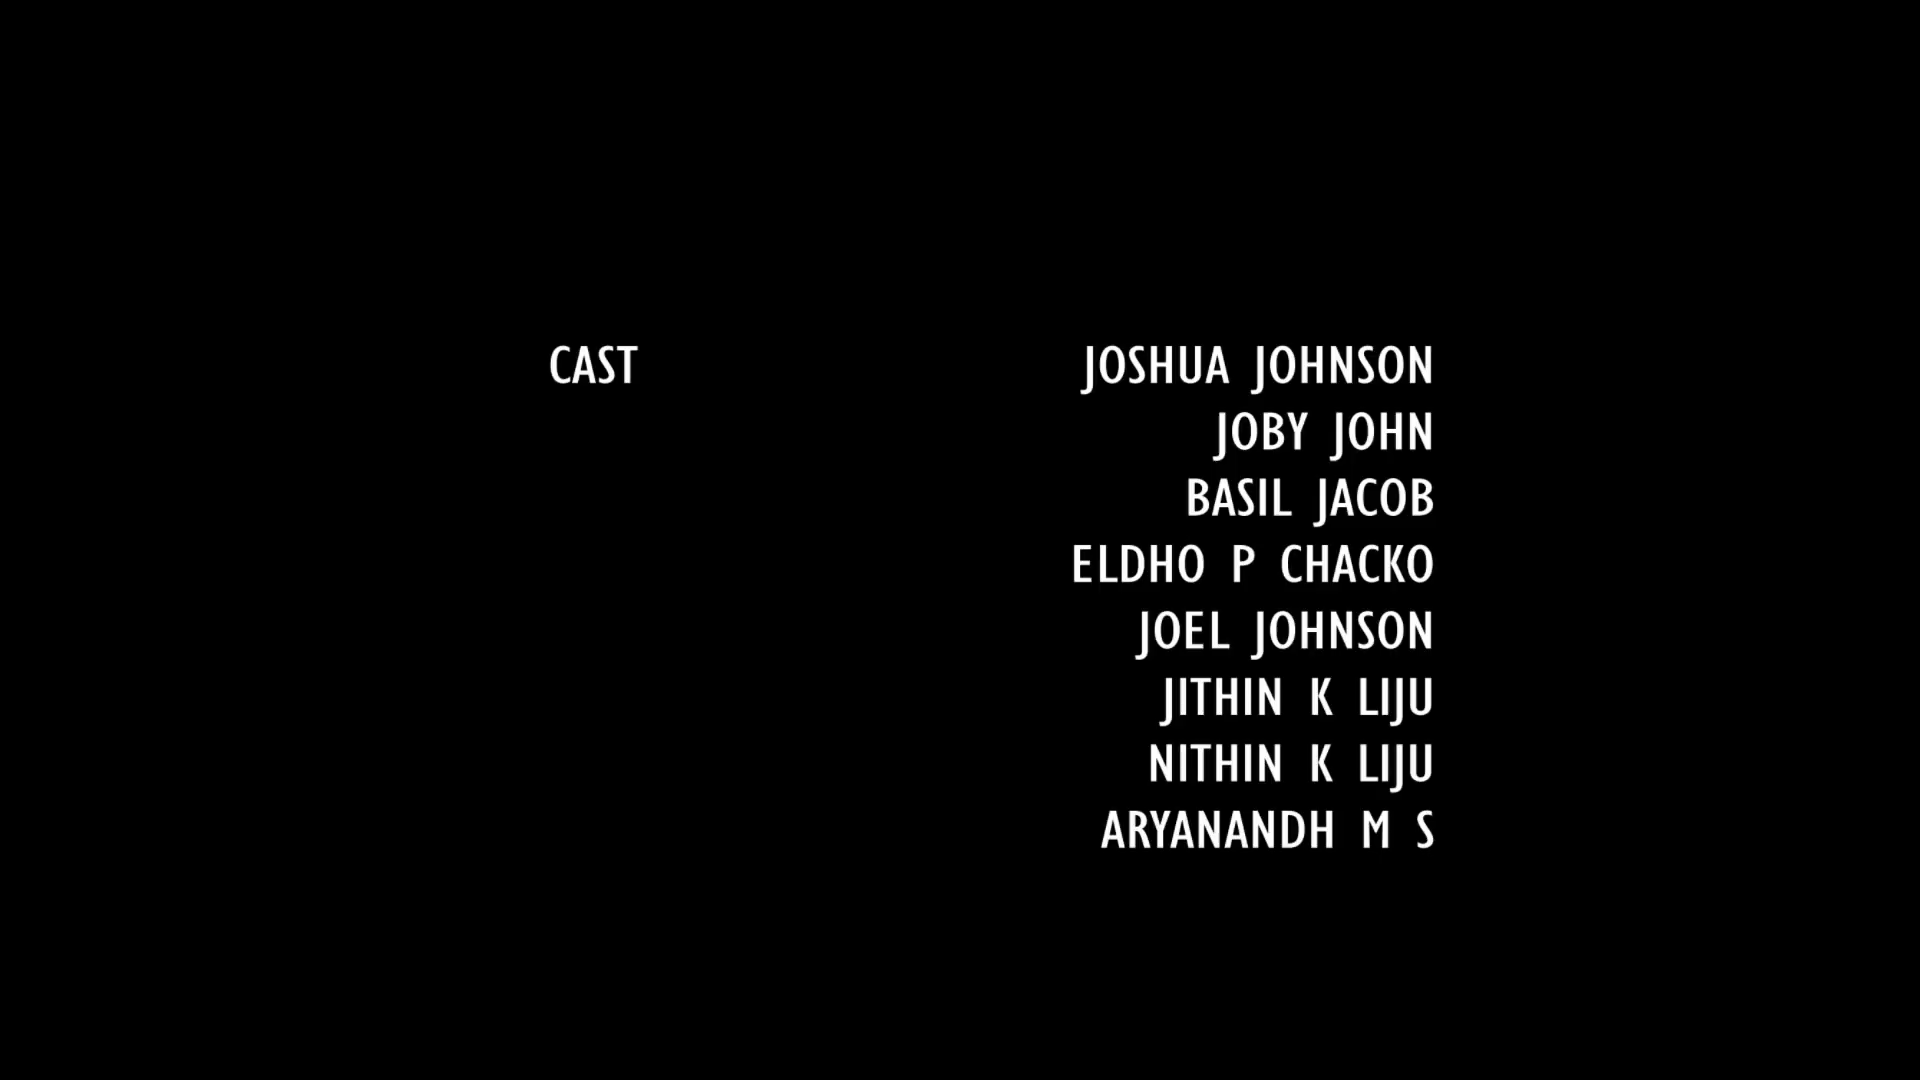 CAST JOSHUA JOHNSON
JOBY JOHN
BASIL JACOB
ELDHO P CHACKO
JOEL JOHNSON
JITHIN K LIJU
NITHIN K LIJU
ARYANANDH M S